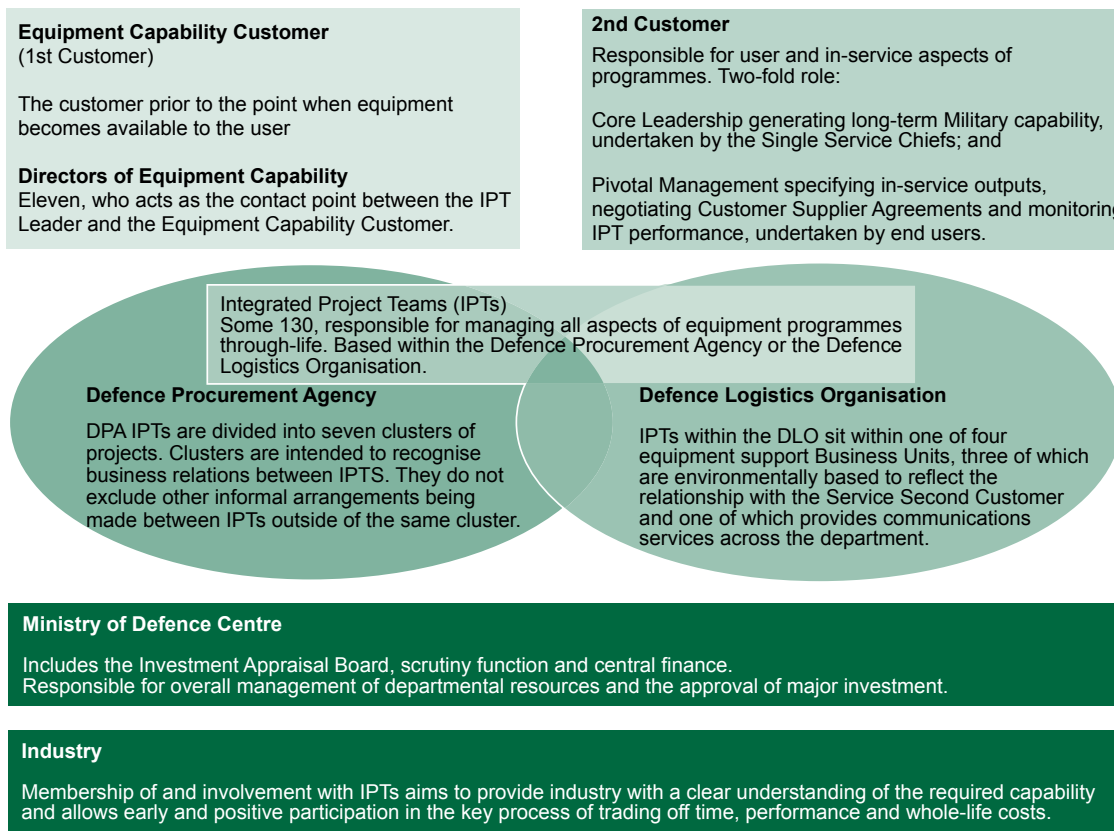 Equipment Capability Customer
(1st Customer)
The customer prior to the point when equipment
becomes available to the user
Directors of Equipment Capability
Eleven, who acts as the contact point between the IPT
Leader and the Equipment Capability Customer.
2nd Customer
Responsible for user and in-service aspects of
programmes. Two-fold role:
Core Leadership generating long-term Military capability,
undertaken by the Single Service Chiefs; and
Pivotal Management specifying in-service outputs,
negotiating Customer Supplier Agreements and monitoring
IPT performance, undertaken by end users.
Integrated Project Teams (IPTs)
Some 130, responsible for managing all aspects of equipment programmes
through-life. Based within the Defence Procurement Agency or the Defence
Logistics Organisation.
Defence Procurement Agency
DPA IPTs are divided into seven clusters of
projects. Clusters are intended to recognise
business relations between IPTS. They do not
exclude other informal arrangements being
made between IPTs outside of the same cluster.
Defence Logistics Organisation
IPTs within the DLO sit within one of four
equipment support Business Units, three of which
are environmentally based to reflect the
relationship with the Service Second Customer
and one of which provides communications
services across the department.
Ministry of Defence Centre
Includes the Investment Appraisal Board, scrutiny function and central finance.
Responsible for overall management of departmental resources and the approval of major investment.
Industry
Membership of and involvement with IPTs aims to provide industry with a clear understanding of the required capability
and allows early and positive participation in the key process of trading off time, performance and whole-life costs.